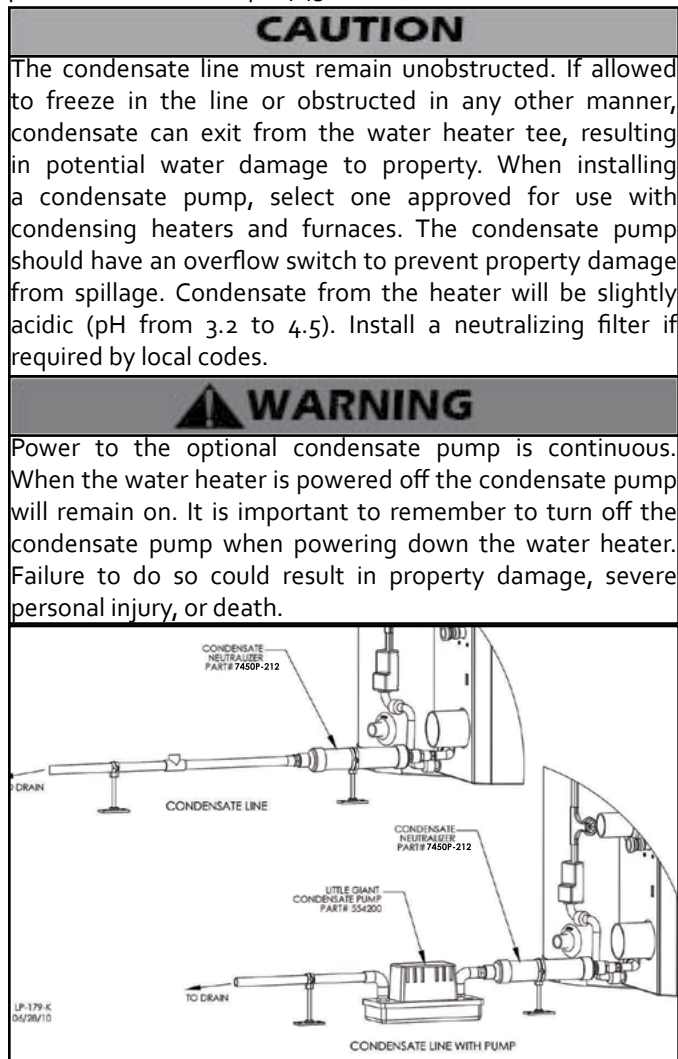 CAUTION
The condensate line must remain unobstructed. If allowed
to freeze in the line or obstructed in any other manner,
condensate can exit from the water heater tee, resulting
in potential water damage to property. When installing
a condensate pump, select one approved for use with
condensing heaters and furnaces. The condensate pump
should have an overflow switch to prevent property damage
from spillage. Condensate from the heater will be slightly
acidic (pH from 3.2 to 4.5). Install a neutralizing filter if
required by local codes.
WARNING
Power to the optional condensate pump is continuous.
When the water heater is powered off the condensate pump
will remain on. It is important to remember to turn off the
condensate pump when powering down the water heater.
Failure to do so could result in property damage, severe
personal injury, or death.
CONDENSATE
NEUTRALIZER
PART# 7450P-212
O DRAIN
CONDENSATE LINE
CONDENSATE
NEUTRALIZER
PART# 7450P-212
LITTLE GIANT
CONDENSATE PUMP
PART# 554200
TO DRAIN
LP-179-K
06/28/10
CONDENSATE LINE WITH PUMP